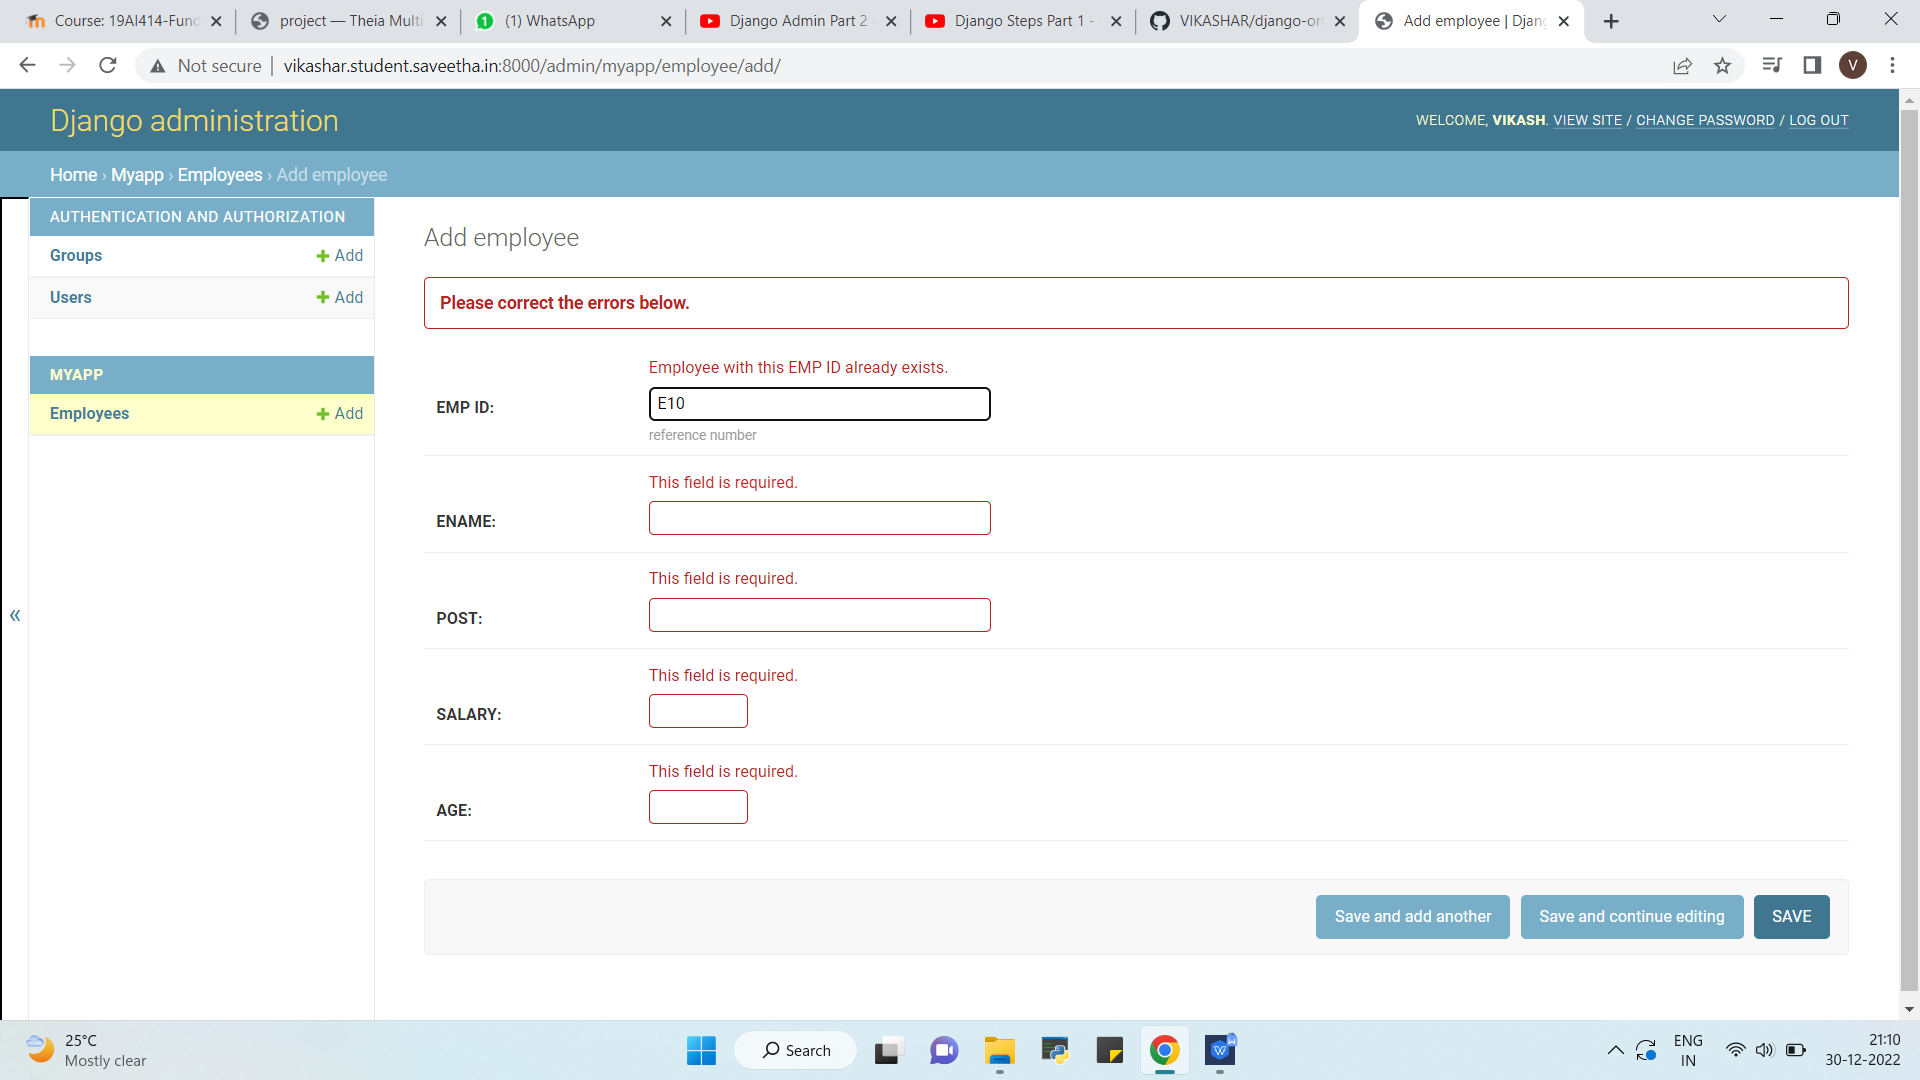 Course: 19AI414-Fund
project — Theia Multi
(1) WhatsApp
Django Admin Part 2
Django Steps Part 1 -
VIKASHAR/django-or
Add employee | Djang
Not secure
vikashar.student.saveetha.in:8000/admin/myapp/employee/add/
V
Django administration
WELCOME, VIKASH. VIEW SITE / CHANGE PASSWORD / LOG OUT
Home › Myapp › Employees › Add employee
AUTHENTICATION AND AUTHORIZATION
Groups
+ Add
Users
+ Add
MYAPP
Employees
+ Add
«
Add employee
Please correct the errors below.
Employee with this EMP ID already exists.
EMP ID:
E10
reference number
This field is required.
ENAME:
This field is required.
POST:
This field is required.
SALARY:
This field is required.
AGE:
Save and add another
Save and continue editing
SAVE
25°C
Mostly clear
Search
ENG
IN
21:10
30-12-2022